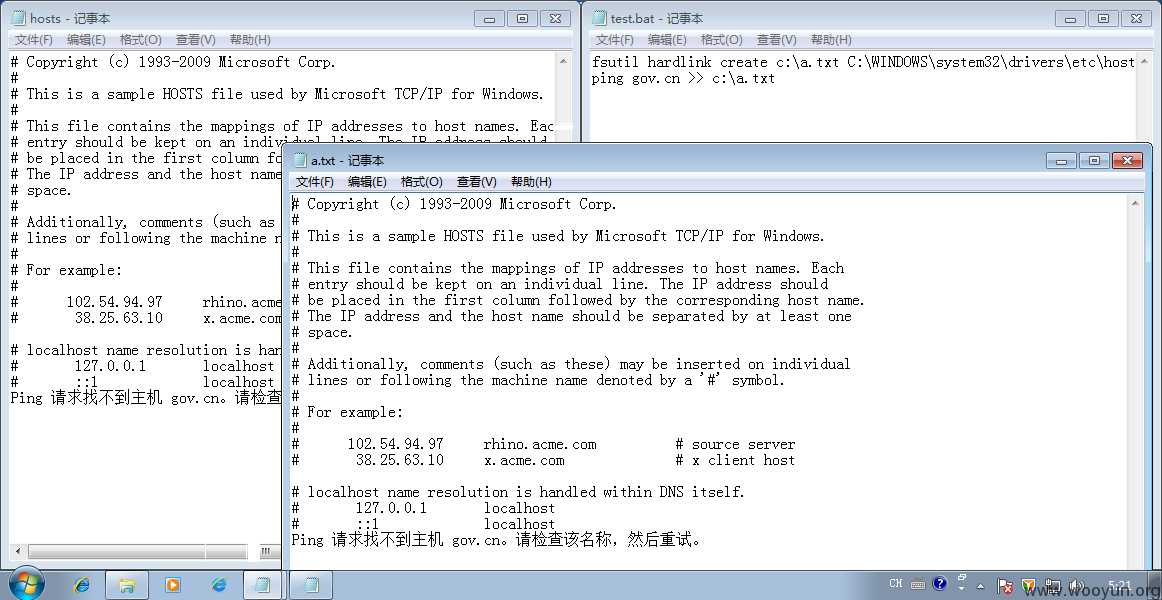 hosts - 记事本
文件(F) 编辑(E) 格式(O) 查看(V) 帮助(H)
# Copyright (c) 1993-2009 Microsoft Corp.
#
# This is a sample HOSTS file used by Microsoft TCP/IP for Windows.
#
# This file contains the mappings of IP addresses to host names. Eac
# entry should be kept on an individual line. The IP address should
# be placed in the first column fo
# The IP address and the host name
# space.
#
# Additionally, comments (such as
# lines or following the machine n
#
# For example:
#
# 102.54.94.97 rhino.acme
# 38.25.63.10 x.acme.com
# localhost name resolution is han
# 127.0.0.1 localhost
# ::1 localhost
Ping 请求找不到主机 gov.cn。请检查
test.bat - 记事本
文件(F) 编辑(E) 格式(O) 查看(V) 帮助(H)
fsutil hardlink create c:\a.txt C:\WINDOWS\system32\drivers\etc\host
ping gov.cn >> c:\a.txt
a.txt - 记事本
文件(F) 编辑(E) 格式(O) 查看(V) 帮助(H)
# Copyright (c) 1993-2009 Microsoft Corp.
#
# This is a sample HOSTS file used by Microsoft TCP/IP for Windows.
#
# This file contains the mappings of IP addresses to host names. Each
# entry should be kept on an individual line. The IP address should
# be placed in the first column followed by the corresponding host name.
# The IP address and the host name should be separated by at least one
# space.
#
# Additionally, comments (such as these) may be inserted on individual
# lines or following the machine name denoted by a '#' symbol.
#
# For example:
#
# 102.54.94.97 rhino.acme.com # source server
# 38.25.63.10 x.acme.com # x client host
# localhost name resolution is handled within DNS itself.
# 127.0.0.1 localhost
# ::1 localhost
Ping 请求找不到主机 gov.cn。请检查该名称，然后重试。
CH
5:21
www.wooyun.org